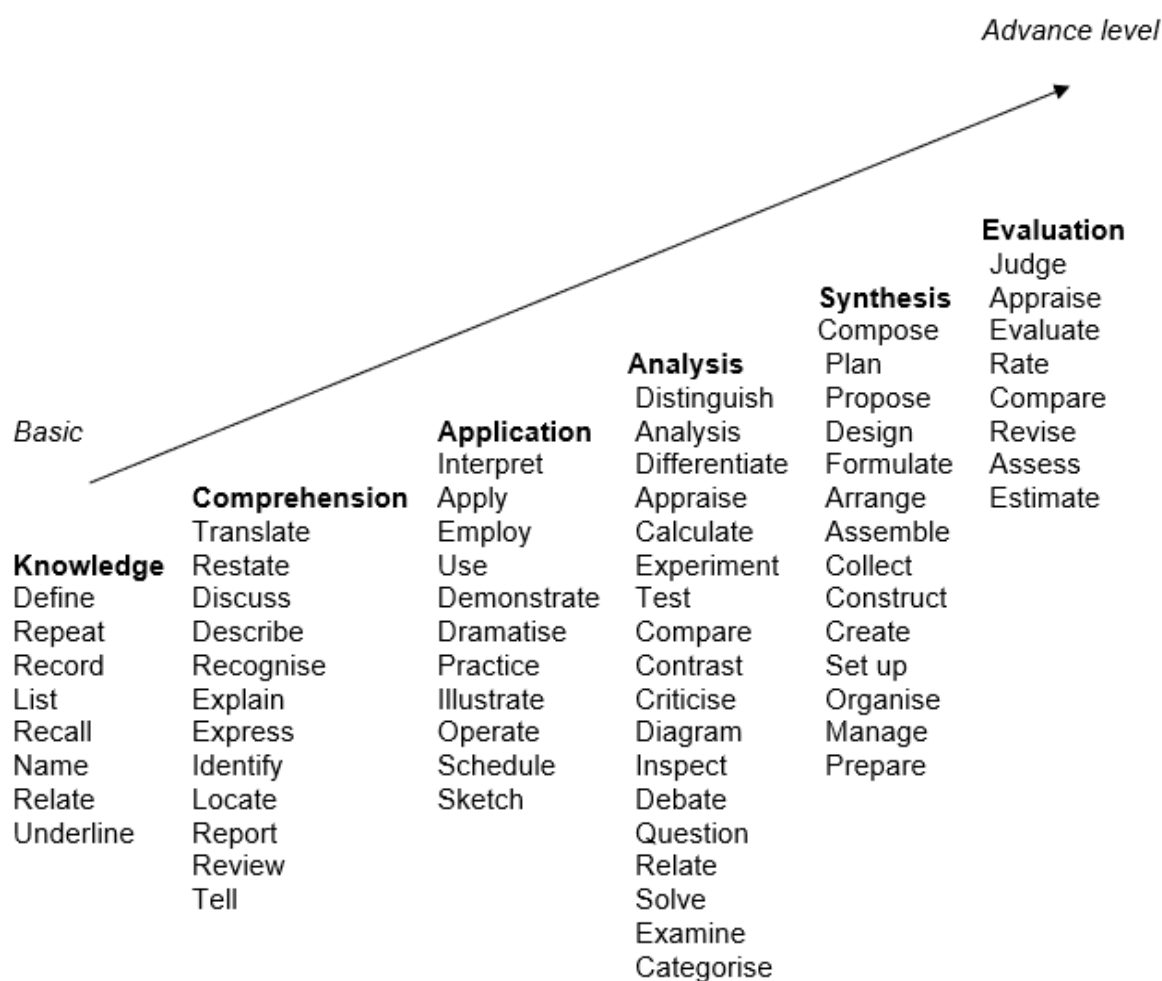 Advance level
Basic
Knowledge
Define
Repeat
Record
List
Recall
Name
Relate
Underline
Comprehension
Translate
Restate
Discuss
Describe
Recognise
Explain
Express
Identify
Locate
Report
Review
Tell
Application
Interpret
Apply
Employ
Use
Demonstrate
Dramatise
Practice
Illustrate
Operate
Schedule
Sketch
Analysis
Distinguish
Analysis
Differentiate
Appraise
Calculate
Experiment
Test
Compare
Contrast
Criticise
Diagram
Inspect
Debate
Question
Relate
Solve
Examine
Categorise
Synthesis
Compose
Plan
Propose
Design
Formulate
Arrange
Assemble
Collect
Construct
Create
Set up
Organise
Manage
Prepare
Evaluation
Judge
Appraise
Evaluate
Rate
Compare
Revise
Assess
Estimate